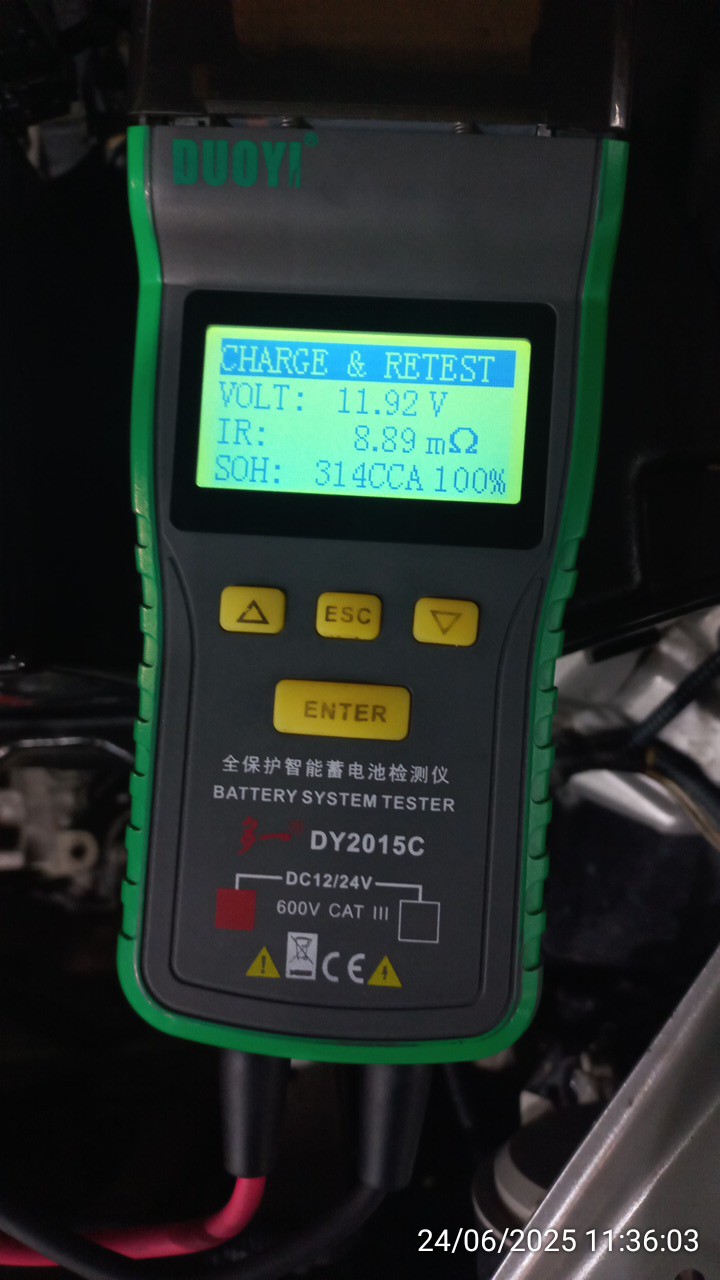 DUOYI®
CHARGE & RETEST
VOLT: 11.92 V
IR: 8.89 mΩ
SOH: 314CCA 100%
ESC
ENTER
全保护智能蓄电池检测仪
BATTERY SYSTEM TESTER
多一 DY2015C
DC12/24V
600V CAT III
CE
24/06/2025 11:36:03